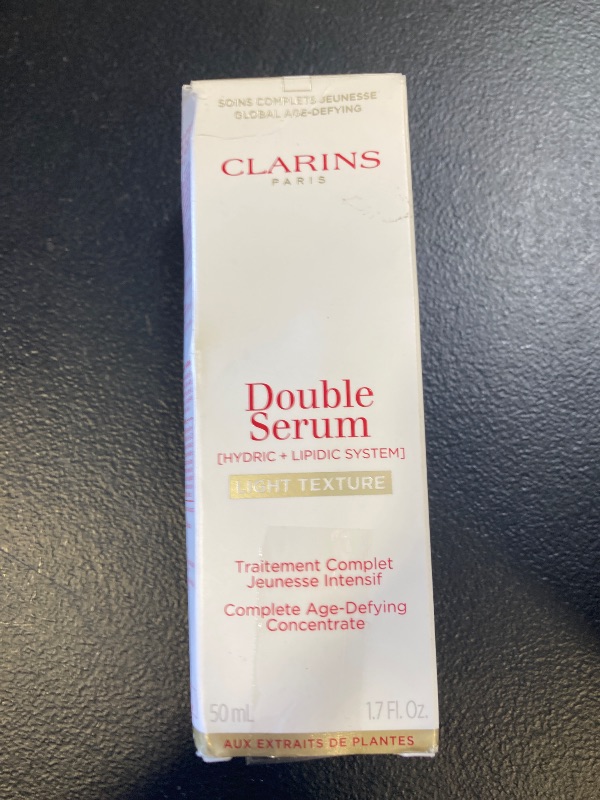 SOINS COMPLETS JEUNESSE
GLOBAL AGE-DEFYING
CLARINS
PARIS
Double
Serum
[HYDRIC + LIPIDIC SYSTEM]
LIGHT TEXTURE
Traitement Complet
Jeunesse Intensif
Complete Age-Defying
Concentrate
50 mL 1.7 Fl. Oz.
AUX EXTRAITS DE PLANTES